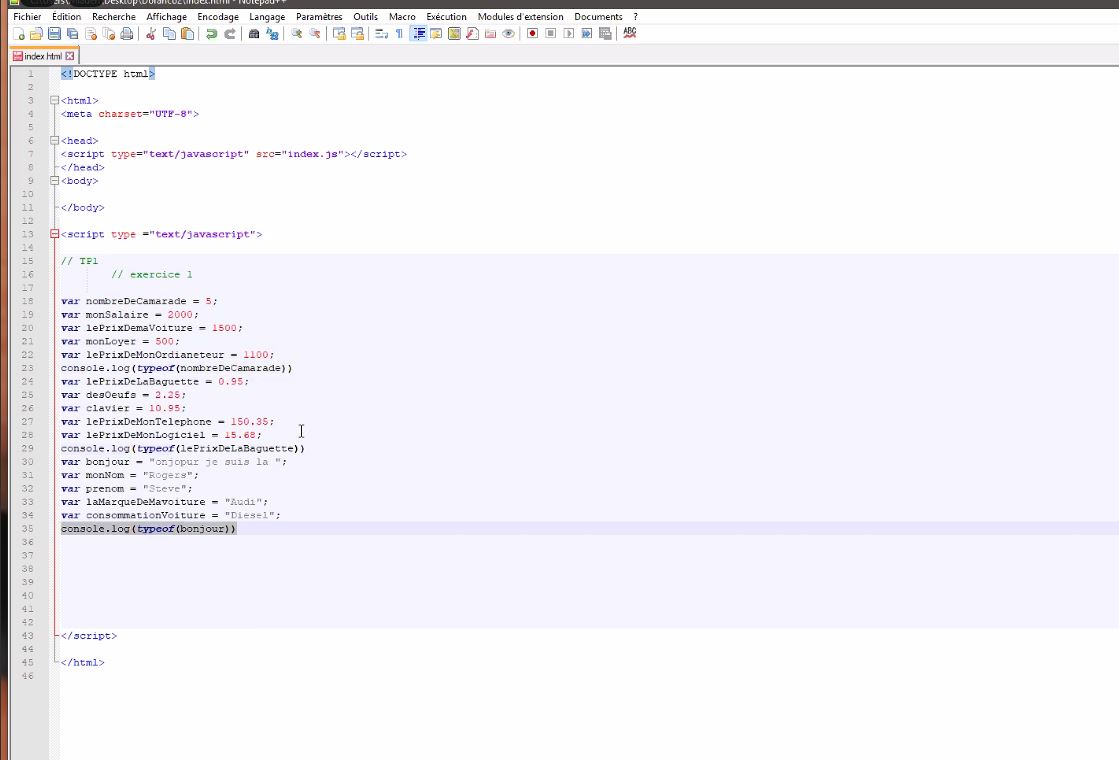 Desktop\Doranco2\index.html - Notepad++
Fichier Édition Recherche Affichage Encodage Langage Paramètres Outils Macro Exécution Modules d'extension Documents ?
ABC
index.html
1 <!DOCTYPE html>
2
3 <html>
4 <meta charset="UTF-8">
5
6 <head>
7 <script type="text/javascript" src="index.js"></script>
8 </head>
9 <body>
10
11 </body>
12
13 <script type ="text/javascript">
14
15 // TP1
16 // exercice 1
17
18 var nombreDeCamarade = 5;
19 var monSalaire = 2000;
20 var lePrixDemaVoiture = 1500;
21 var monLoyer = 500;
22 var lePrixDeMonOrdianeteur = 1100;
23 console.log(typeof(nombreDeCamarade))
24 var lePrixDeLaBaguette = 0.95;
25 var desOeufs = 2.25;
26 var clavier = 10.95;
27 var lePrixDeMonTelephone = 150.35;
28 var lePrixDeMonLogiciel = 15.68;
29 console.log(typeof(lePrixDeLaBaguette))
30 var bonjour = "onjopur je suis la ";
31 var monNom = "Rogers";
32 var prenom = "Steve";
33 var laMarqueDeMavoiture = "Audi";
34 var consommationVoiture = "Diesel";
35 console.log(typeof(bonjour))
36
37
38
39
40
41
42
43 </script>
44
45 </html>
46